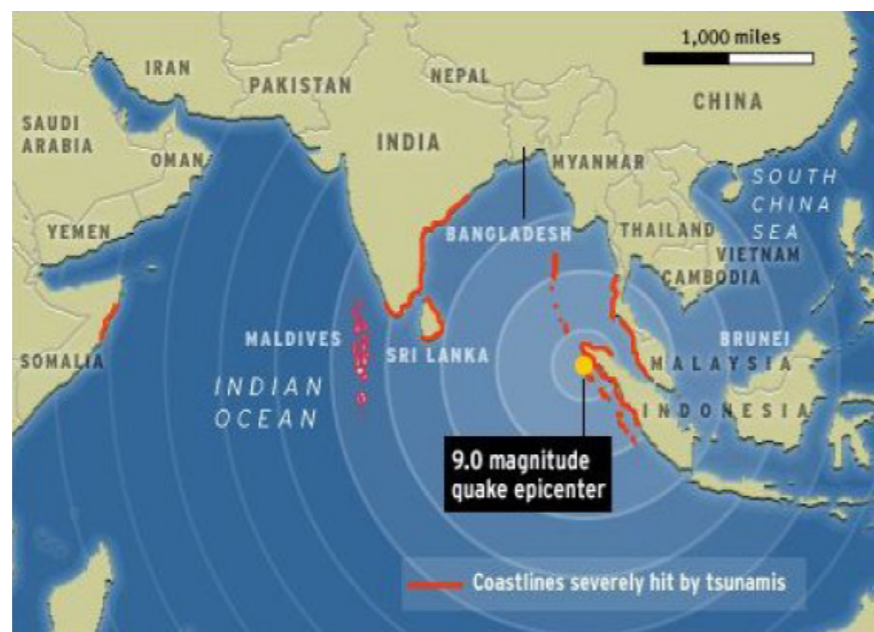 1,000 miles
IRAN
PAKISTAN
NEPAL
CHINA
SAUDI
ARABIA
OMAN
INDIA
MYANMAR
SOUTH
CHINA
SEA
YEMEN
BANGLADESH
THAILAND
VIETNAM
CAMBODIA
SOMALIA
MALDIVES
SRI LANKA
BRUNEI
MALAYSIA
INDIAN
OCEAN
INDONESIA
9.0 magnitude
quake epicenter
Coastlines severely hit by tsunamis